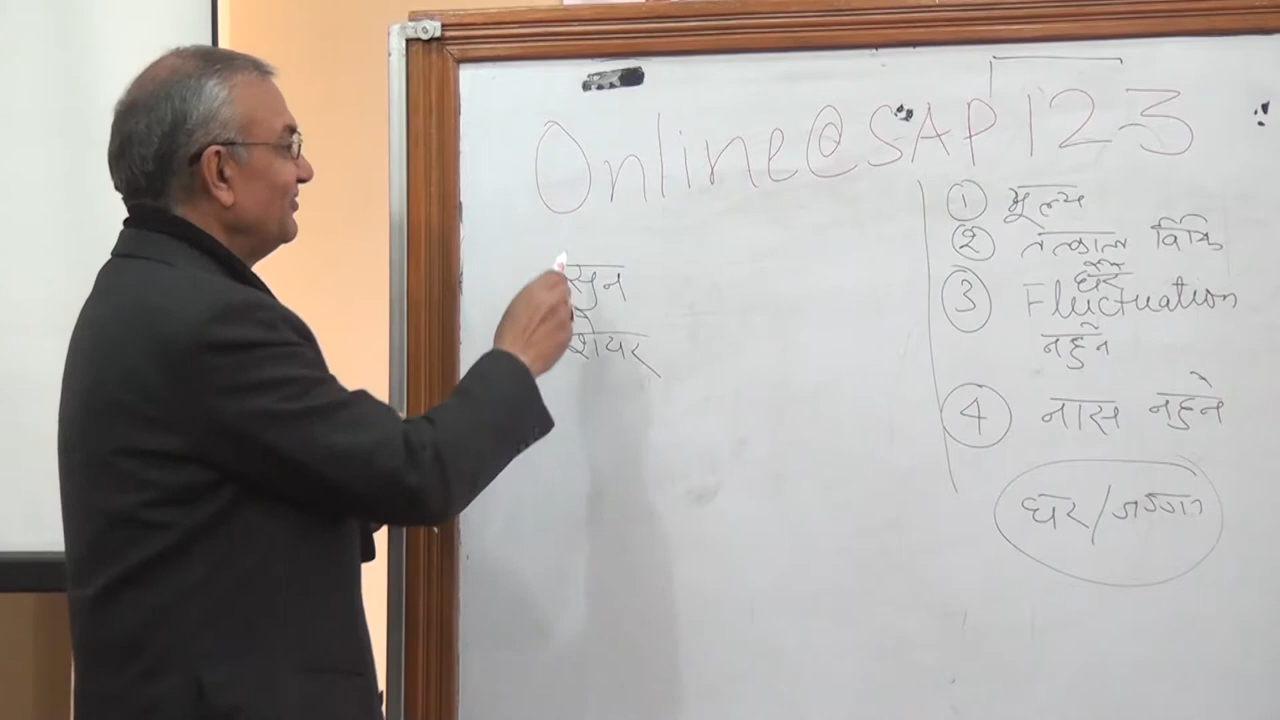 Online@SAP123
सुन
शेयर
① मूल्य
② तत्काल विक्रि
धेरै
③ Fluctuation
नहुने
④ नास नहुने
घर/जग्गा